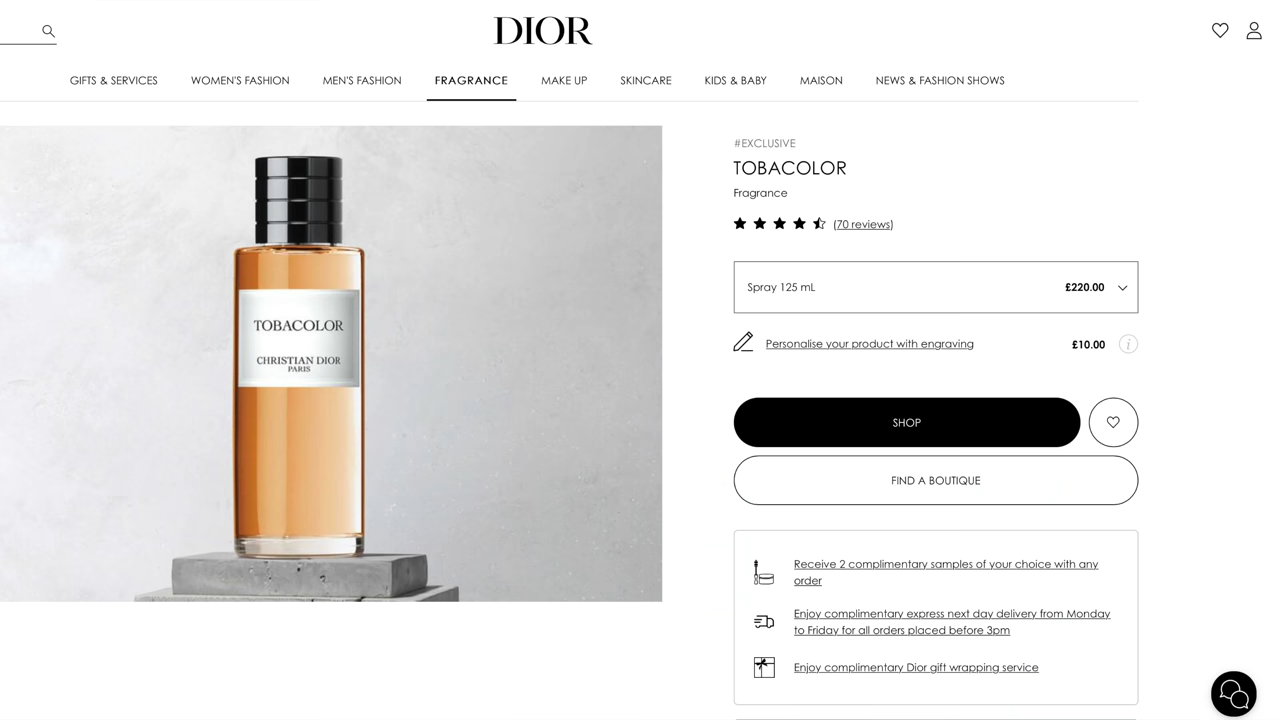 DIOR
GIFTS & SERVICES
WOMEN'S FASHION
MEN'S FASHION
FRAGRANCE
MAKE UP
SKINCARE
KIDS & BABY
MAISON
NEWS & FASHION SHOWS
TOBACOLOR
CHRISTIAN DIOR
PARIS
#EXCLUSIVE
TOBACOLOR
Fragrance
(70 reviews)
Spray 125 mL £220.00
Personalise your product with engraving £10.00 i
SHOP
FIND A BOUTIQUE
Receive 2 complimentary samples of your choice with any
order
Enjoy complimentary express next day delivery from Monday
to Friday for all orders placed before 3pm
Enjoy complimentary Dior gift wrapping service